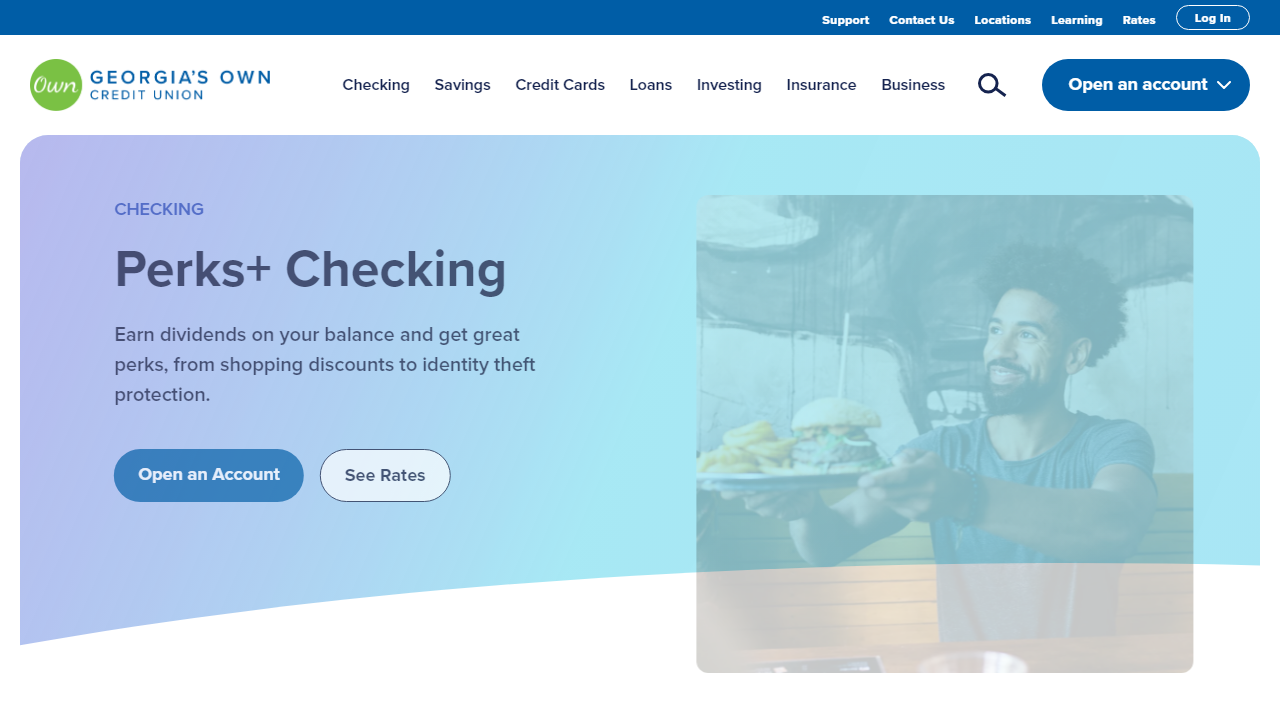 Support Contact Us Locations Learning Rates Log In
Own GEORGIA'S OWN
CREDIT UNION
Checking Savings Credit Cards Loans Investing Insurance Business Open an account
CHECKING
Perks+ Checking
Earn dividends on your balance and get great
perks, from shopping discounts to identity theft
protection.
Open an Account See Rates